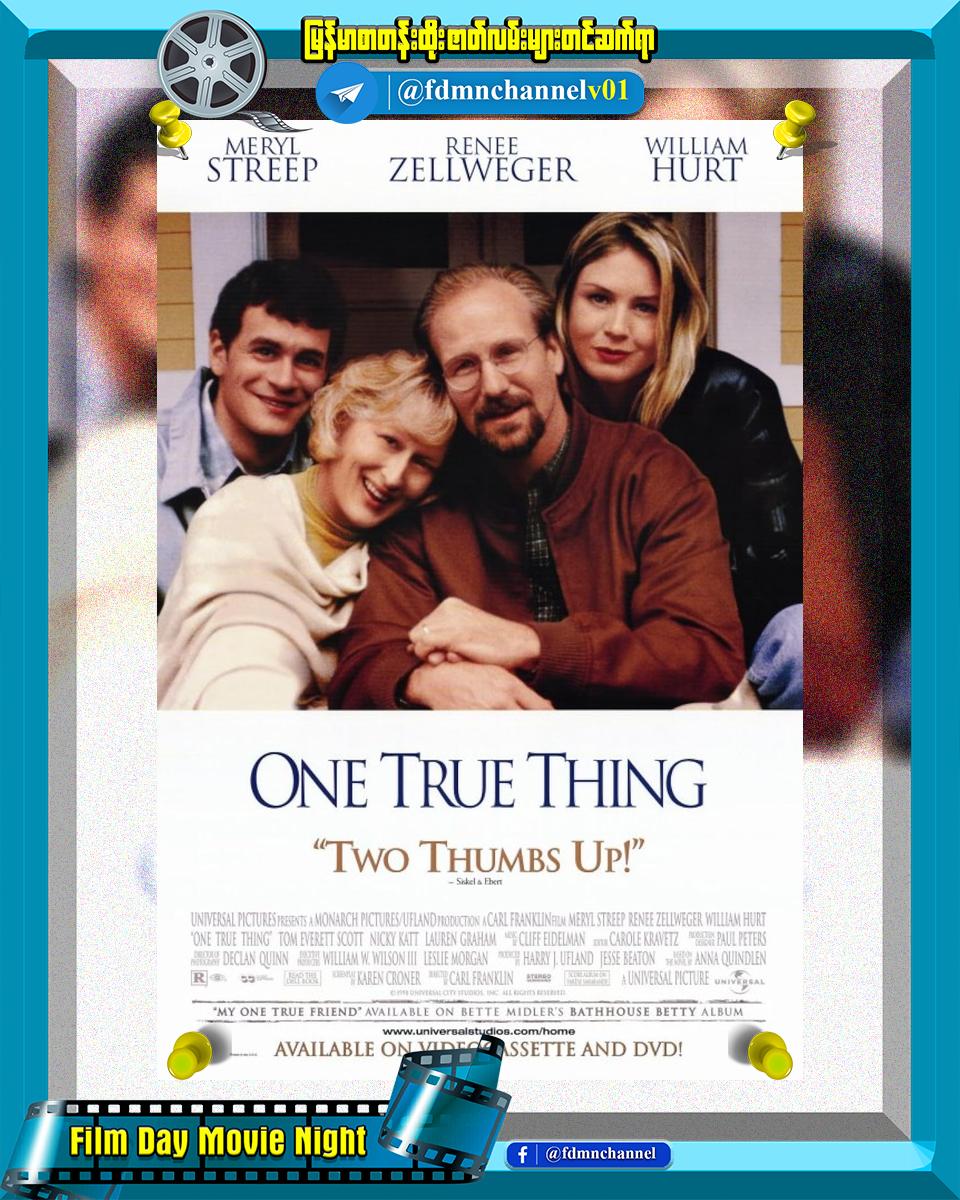 မြန်မာစာတန်းထိုးဇာတ်လမ်းများတင်ဆက်ရာ
@fdmnchannelv01
MERYL STREEP RENEE ZELLWEGER WILLIAM HURT
ONE TRUE THING
“TWO THUMBS UP!”
– Siskel & Ebert
UNIVERSAL PICTURES PRESENTS A MONARCH PICTURES/UFLAND PRODUCTION A CARL FRANKLIN FILM MERYL STREEP RENEE ZELLWEGER WILLIAM HURT
"ONE TRUE THING" TOM EVERETT SCOTT NICKY KATT LAUREN GRAHAM MUSIC BY CLIFF EIDELMAN EDITOR CAROLE KRAVETZ PRODUCTION DESIGNER PAUL PETERS
DIRECTOR OF PHOTOGRAPHY DECLAN QUINN EXECUTIVE PRODUCERS WILLIAM W. WILSON III LESLIE MORGAN PRODUCED BY HARRY J. UFLAND JESSE BEATON BASED ON THE NOVEL BY ANNA QUINDLEN
R READ THE DELL BOOK SCREENPLAY BY KAREN CRONER DIRECTED BY CARL FRANKLIN STEREO A UNIVERSAL PICTURE UNIVERSAL
©1998 UNIVERSAL CITY STUDIOS, INC. ALL RIGHTS RESERVED.
"MY ONE TRUE FRIEND" AVAILABLE ON BETTE MIDLER'S BATHHOUSE BETTY ALBUM
www.universalstudios.com/home
AVAILABLE ON VIDEOCASSETTE AND DVD!
Film Day Movie Night
@fdmnchannel